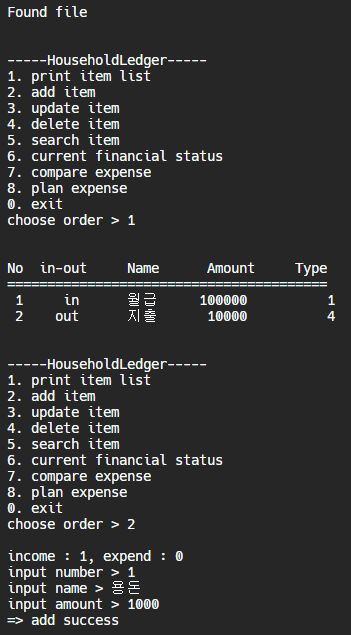 Found file
-----HouseholdLedger-----
1. print item list
2. add item
3. update item
4. delete item
5. search item
6. current financial status
7. compare expense
8. plan expense
0. exit
choose order > 1
No  in-out     Name      Amount     Type
========================================
1     in      월급     100000          1
2    out      지출      10000          4
-----HouseholdLedger-----
1. print item list
2. add item
3. update item
4. delete item
5. search item
6. current financial status
7. compare expense
8. plan expense
0. exit
choose order > 2
income : 1, expend : 0
input number > 1
input name > 용돈
input amount > 1000
=> add success